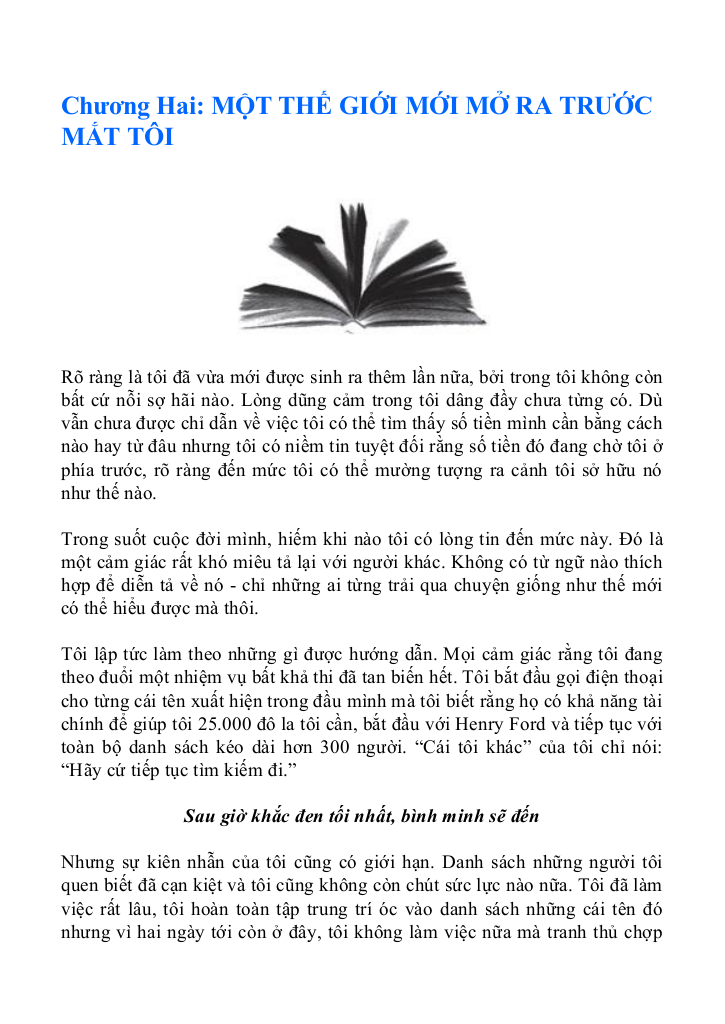 Chương Hai: MỘT THẾ GIỚI MỚI MỞ RA TRƯỚC
MẮT TÔI
Rõ ràng là tôi đã vừa mới được sinh ra thêm lần nữa, bởi trong tôi không còn
bất cứ nỗi sợ hãi nào. Lòng dũng cảm trong tôi dâng đầy chưa từng có. Dù
vẫn chưa được chỉ dẫn về việc tôi có thể tìm thấy số tiền mình cần bằng cách
nào hay từ đâu nhưng tôi có niềm tin tuyệt đối rằng số tiền đó đang chờ tôi ở
phía trước, rõ ràng đến mức tôi có thể mường tượng ra cảnh tôi sở hữu nó
như thế nào.
Trong suốt cuộc đời mình, hiếm khi nào tôi có lòng tin đến mức này. Đó là
một cảm giác rất khó miêu tả lại với người khác. Không có từ ngữ nào thích
hợp để diễn tả về nó - chỉ những ai từng trải qua chuyện giống như thế mới
có thể hiểu được mà thôi.
Tôi lập tức làm theo những gì được hướng dẫn. Mọi cảm giác rằng tôi đang
theo đuổi một nhiệm vụ bất khả thi đã tan biến hết. Tôi bắt đầu gọi điện thoại
cho từng cái tên xuất hiện trong đầu mình mà tôi biết rằng họ có khả năng tài
chính để giúp tôi 25.000 đô la tôi cần, bắt đầu với Henry Ford và tiếp tục với
toàn bộ danh sách kéo dài hơn 300 người. “Cái tôi khác” của tôi chỉ nói:
“Hãy cứ tiếp tục tìm kiếm đi.”
Sau giờ khắc đen tối nhất, bình minh sẽ đến
Nhưng sự kiên nhẫn của tôi cũng có giới hạn. Danh sách những người tôi
quen biết đã cạn kiệt và tôi cũng không còn chút sức lực nào nữa. Tôi đã làm
việc rất lâu, tôi hoàn toàn tập trung trí óc vào danh sách những cái tên đó
nhưng vì hai ngày tới còn ở đây, tôi không làm việc nữa mà tranh thủ chợp